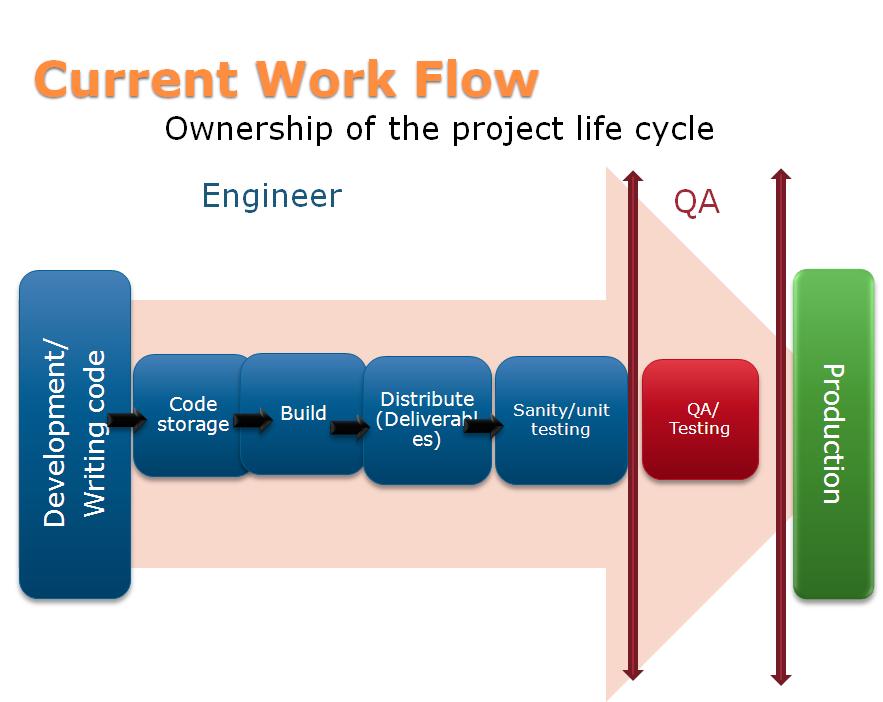 Current Work Flow
Ownership of the project life cycle
Engineer
QA
Development/
Writing code
Code
storage
Build
Distribute
(Deliverabl
es)
Sanity/unit
testing
QA/
Testing
Production